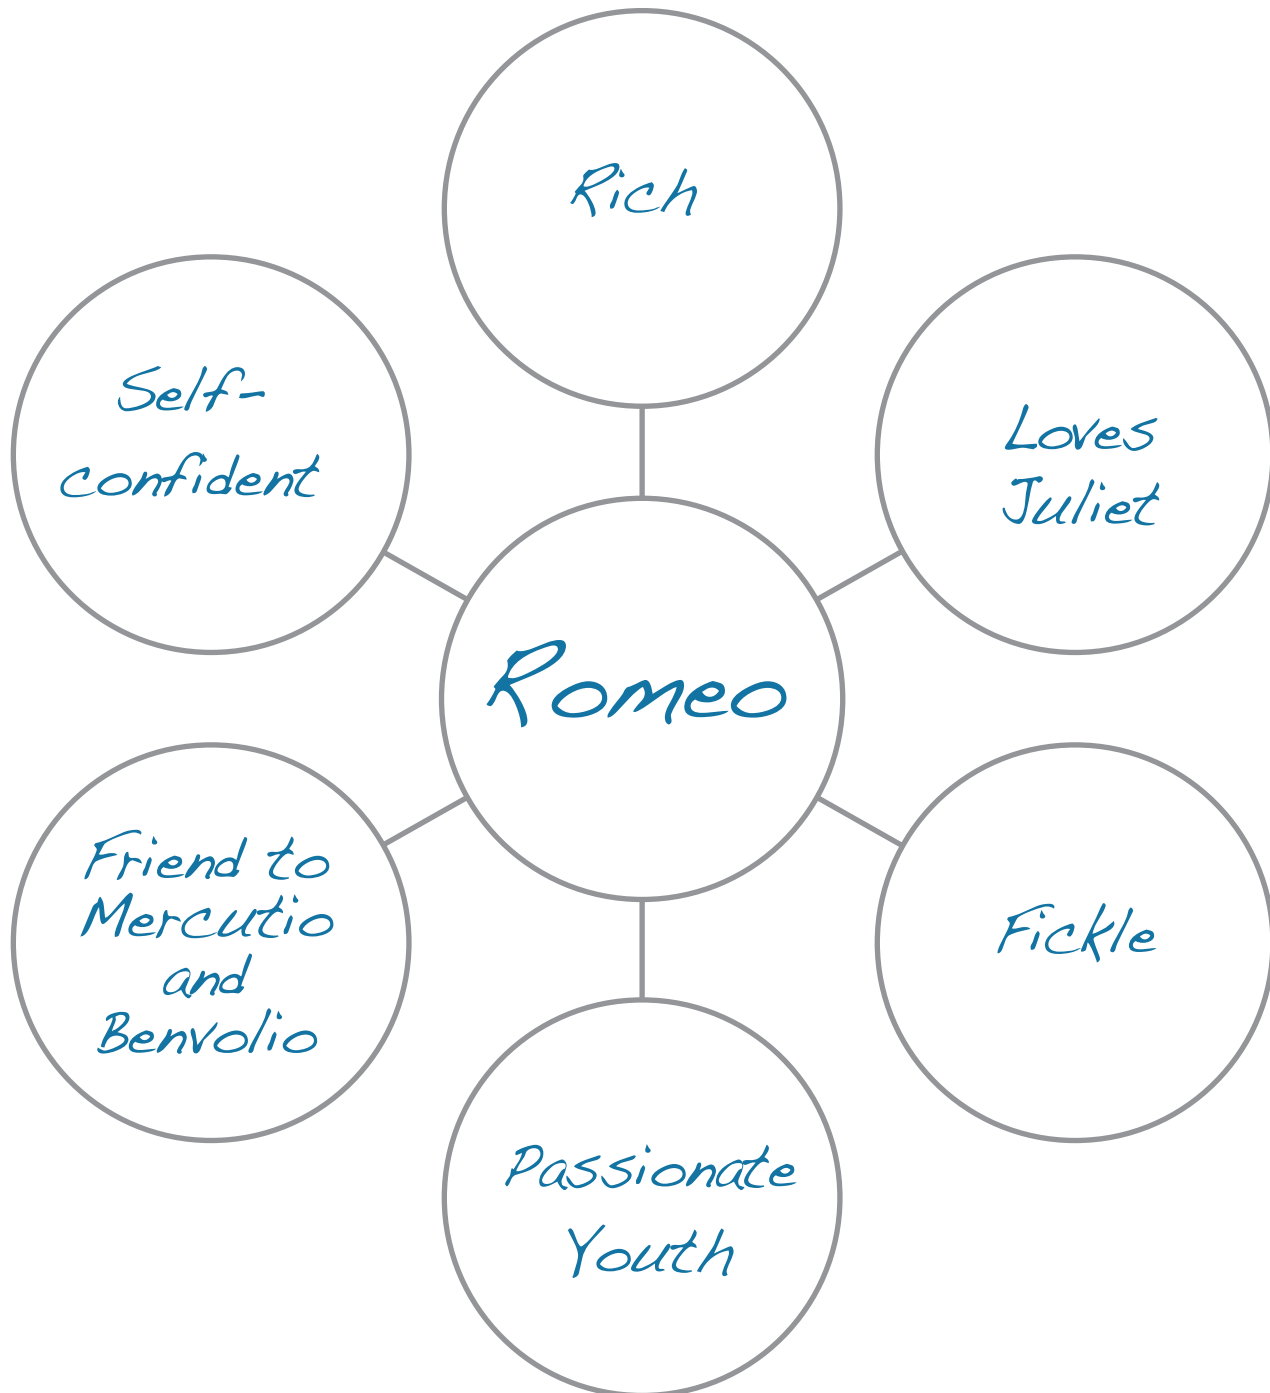 Rich
Self-
confident
Loves
Juliet
Romeo
Friend to
Mercutio
and
Benvolio
Fickle
Passionate
Youth